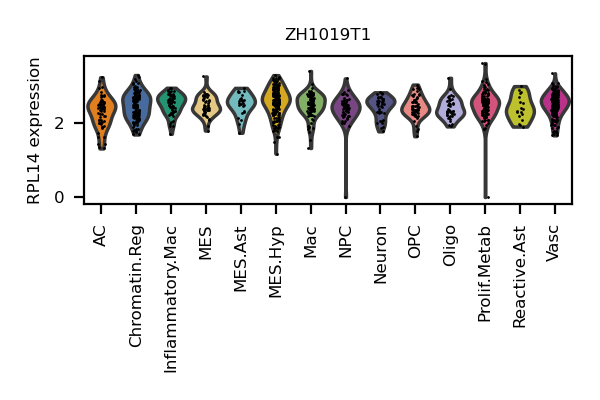 ZH1019T1
RPL14 expression
2
0
AC
Chromatin.Reg
Inflammatory.Mac
MES
MES.Ast
MES.Hyp
Mac
NPC
Neuron
OPC
Oligo
Prolif.Metab
Reactive.Ast
Vasc